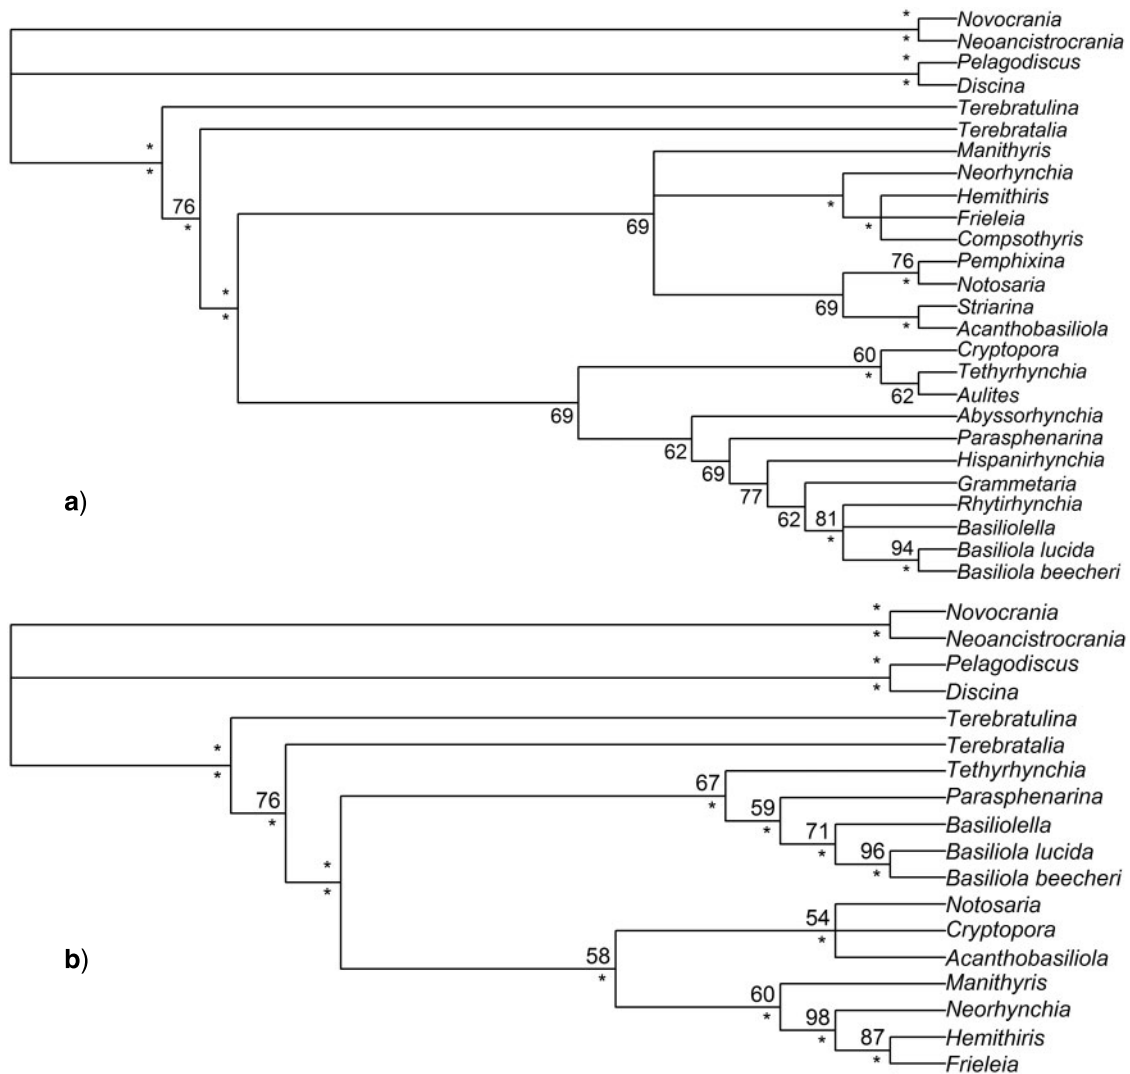 * Novocrania
* Neoancistrocrania
* Pelagodiscus
* Discina
Terebratulina
* Terebratalia
* Manithyris
76 Neorhynchia
* * Hemithiris
69 * Frieleia
Compsothyris
76 Pemphixina
* * Notosaria
* 69 Striarina
* Acanthobasiliola
60 Cryptopora
* Tethyrhynchia
69 62 Aulites
Abyssorhynchia
62 Parasphenarina
69 Hispanirhynchia
77 Grammetaria
a) 62 81 Rhytirhynchia
* Basiliolella
94 Basiliola lucida
* Basiliola beecheri
* Novocrania
* Neoancistrocrania
* Pelagodiscus
* Discina
Terebratulina
* Terebratalia
* 67 Tethyrhynchia
76 * 59 Parasphenarina
* * 71 Basiliolella
* * 96 Basiliola lucida
* * Basiliola beecheri
54 Notosaria
b) * Cryptopora
58 Acanthobasiliola
* 60 Manithyris
* 98 Neorhynchia
* 87 Hemithiris
* Frieleia